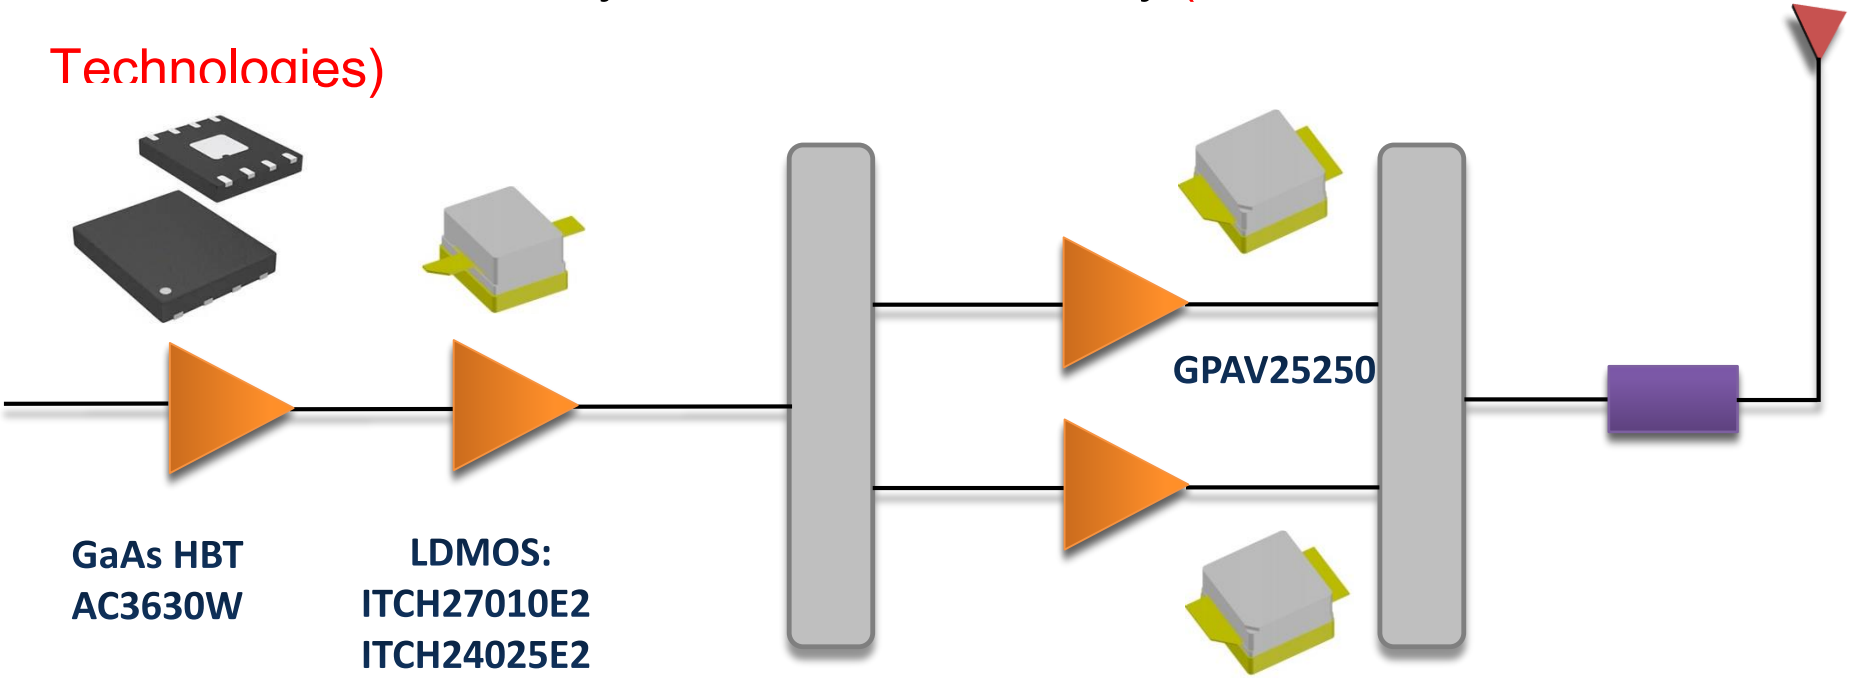 Technologies)
GPAV25250
GaAs HBT
AC3630W
LDMOS:
ITCH27010E2
ITCH24025E2